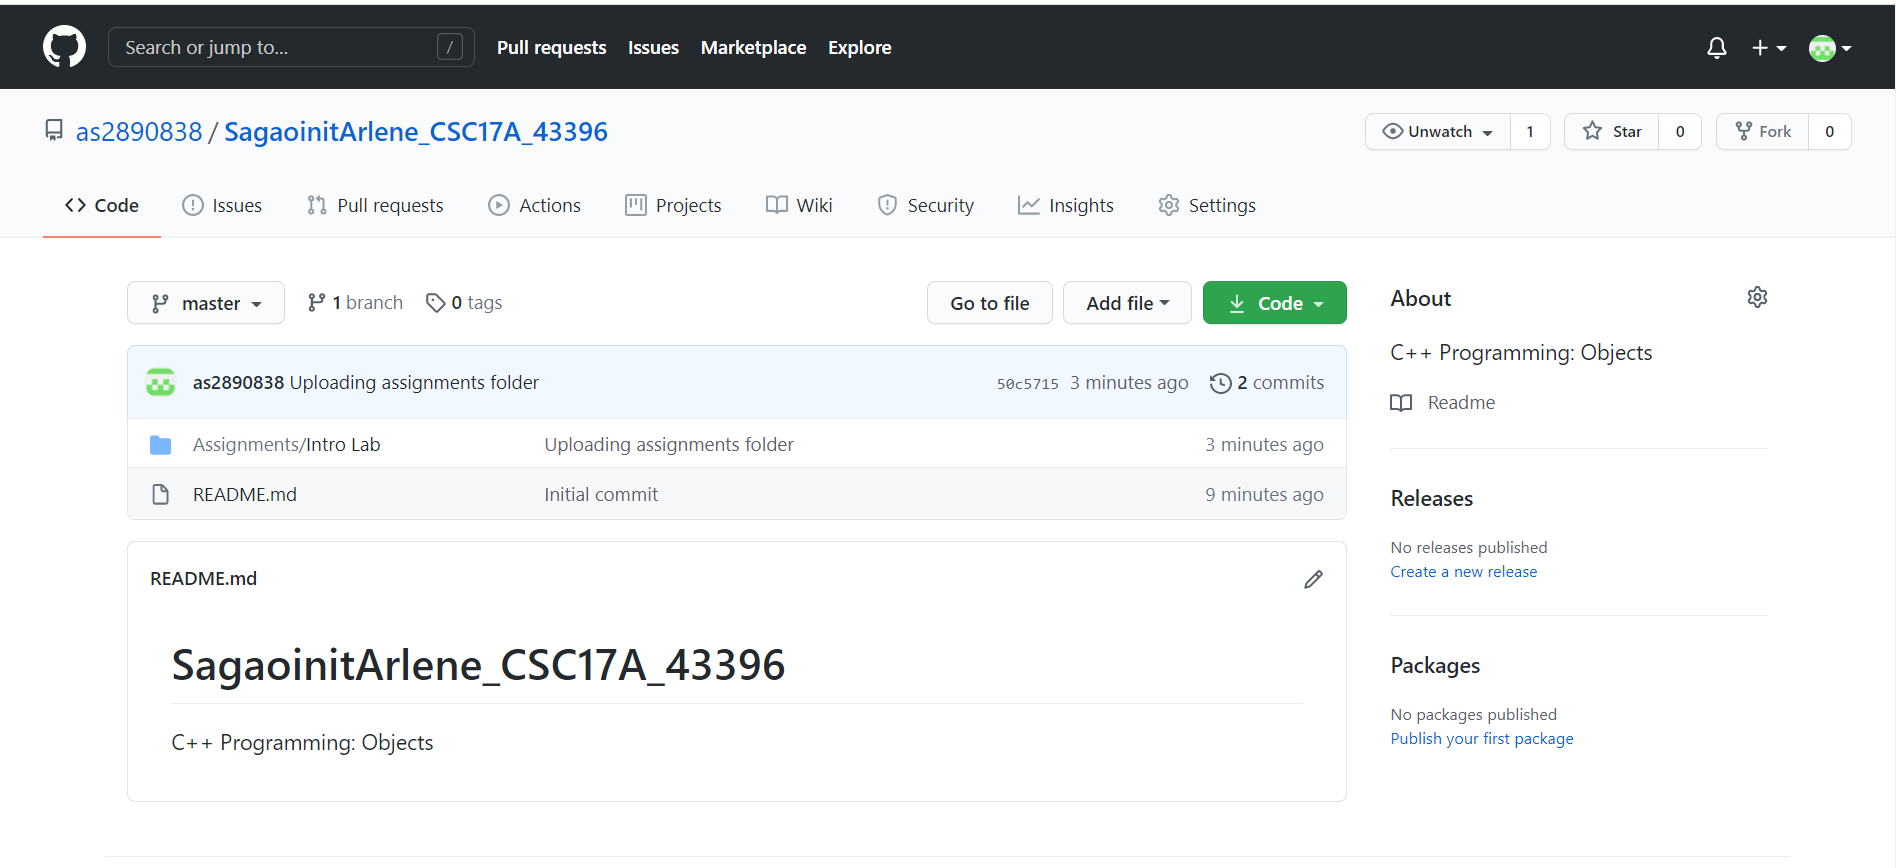 Search or jump to... /
Pull requests Issues Marketplace Explore
as2890838 / SagaoinitArlene_CSC17A_43396
Unwatch 1 Star 0 Fork 0
Code Issues Pull requests Actions Projects Wiki Security Insights Settings
master 1 branch 0 tags Go to file Add file Code
as2890838 Uploading assignments folder 50c5715 3 minutes ago 2 commits
Assignments/Intro Lab Uploading assignments folder 3 minutes ago
README.md Initial commit 9 minutes ago
README.md
SagaoinitArlene_CSC17A_43396
C++ Programming: Objects
About
C++ Programming: Objects
Readme
Releases
No releases published
Create a new release
Packages
No packages published
Publish your first package